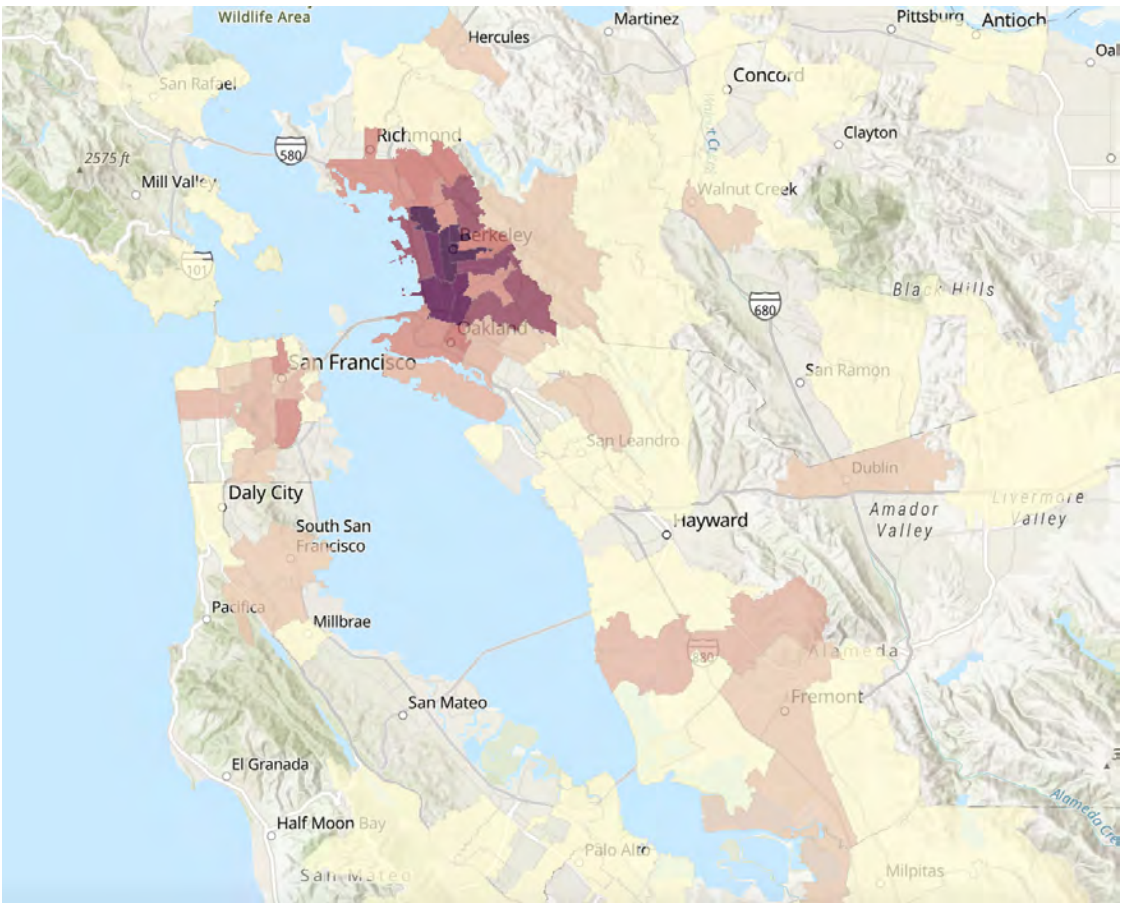 Wildlife Area
Martinez
Pittsburg
Antioch
Hercules
Oal
San Rafael
Concord
Clayton
Richmond
580
2575 ft
Mill Valley
Walnut Creek
Berkeley
101
Black Hills
680
Oakland
San Francisco
San Ramon
San Leandro
Dublin
Livermore
Valley
Daly City
Amador
Valley
Hayward
South San
Francisco
Pacifica
Millbrae
880
Alameda
Fremont
San Mateo
El Granada
Alameda Cree
Half Moon Bay
Palo Alto
San Mateo
Milpitas